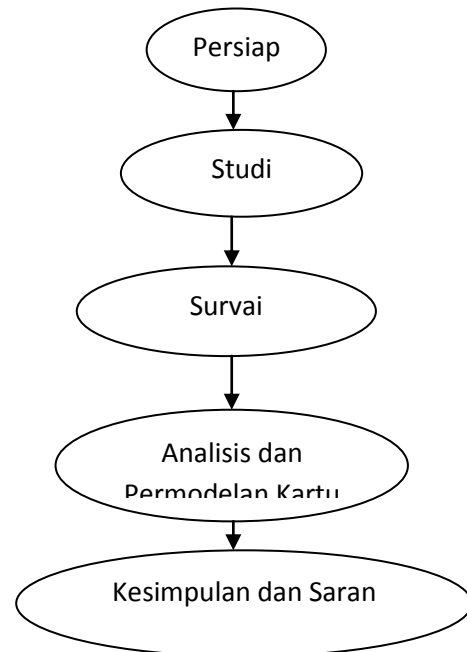 Persiap
Studi
Survai
Analisis dan
Permodelan Kartu
Kesimpulan dan Saran